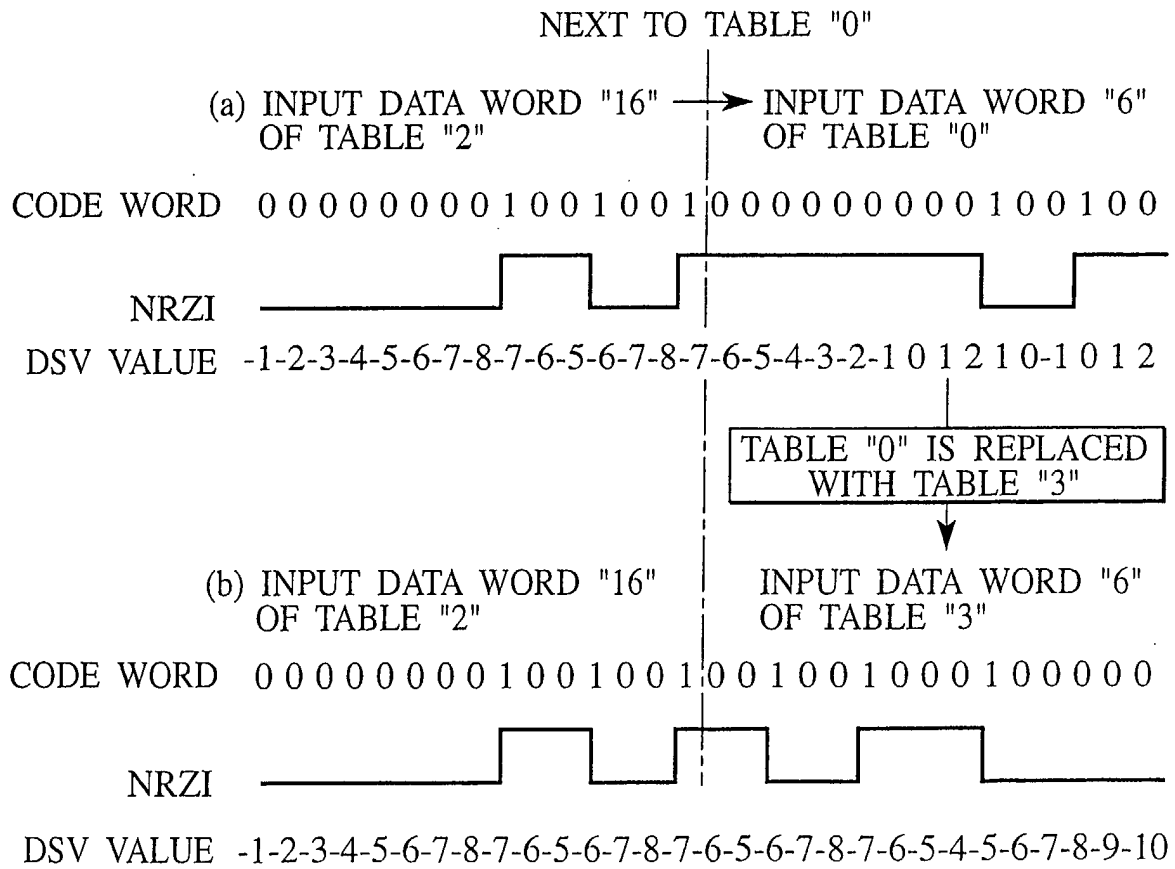 NEXT TO TABLE "0"
(a) INPUT DATA WORD "16" INPUT DATA WORD "6"
OF TABLE "2" OF TABLE "0"
CODE WORD 0 0 0 0 0 0 0 0 1 0 0 1 0 0 1 0 0 0 0 0 0 0 0 0 1 0 0 1 0 0
NRZI
DSV VALUE -1-2-3-4-5-6-7-8-7-6-5-6-7-8-7-6-5-4-3-2-1 0 1 2 1 0-1 0 1 2
TABLE "0" IS REPLACED
WITH TABLE "3"
(b) INPUT DATA WORD "16" INPUT DATA WORD "6"
OF TABLE "2" OF TABLE "3"
CODE WORD 0 0 0 0 0 0 0 0 1 0 0 1 0 0 1 0 0 1 0 0 1 0 0 0 1 0 0 0 0 0
NRZI
DSV VALUE -1-2-3-4-5-6-7-8-7-6-5-6-7-8-7-6-5-6-7-8-7-6-5-4-5-6-7-8-9-10